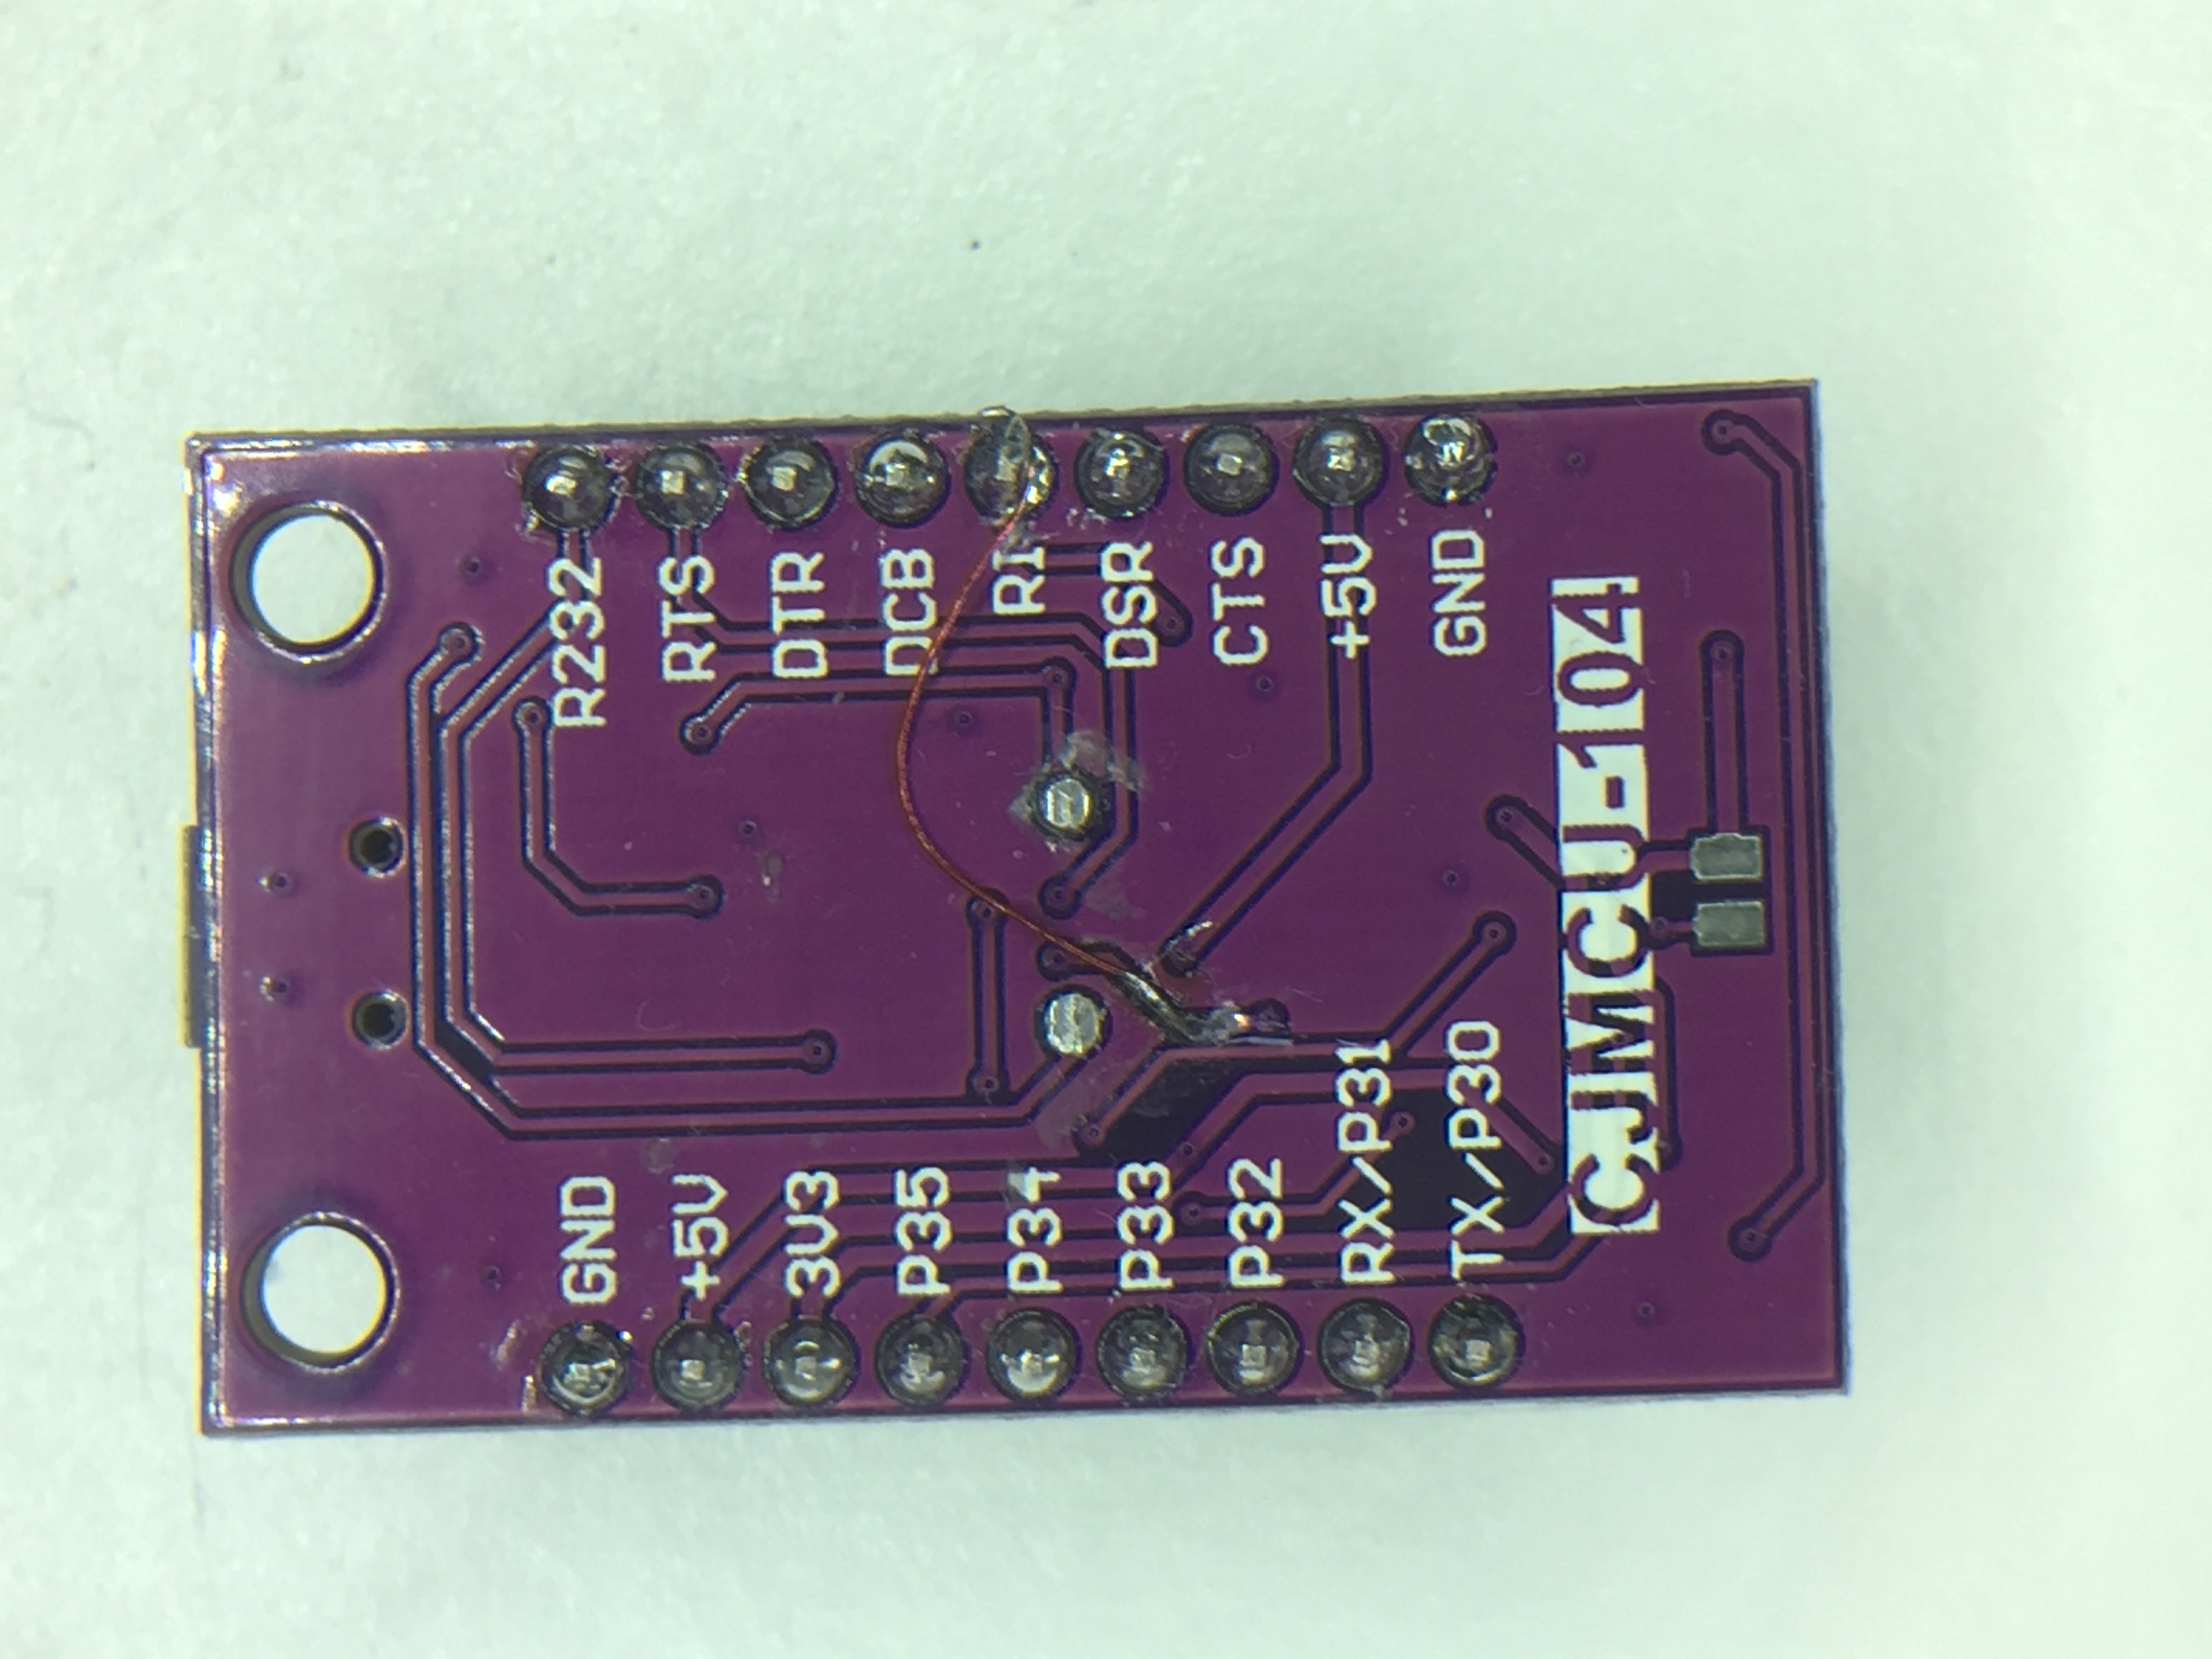 GND R232
+5V RTS
3V3 DTR
P35 DCB
P34 RI
P33 DSR
P32 CTS
RX/P31 +5V
TX/P30 GND
CJMCU-104